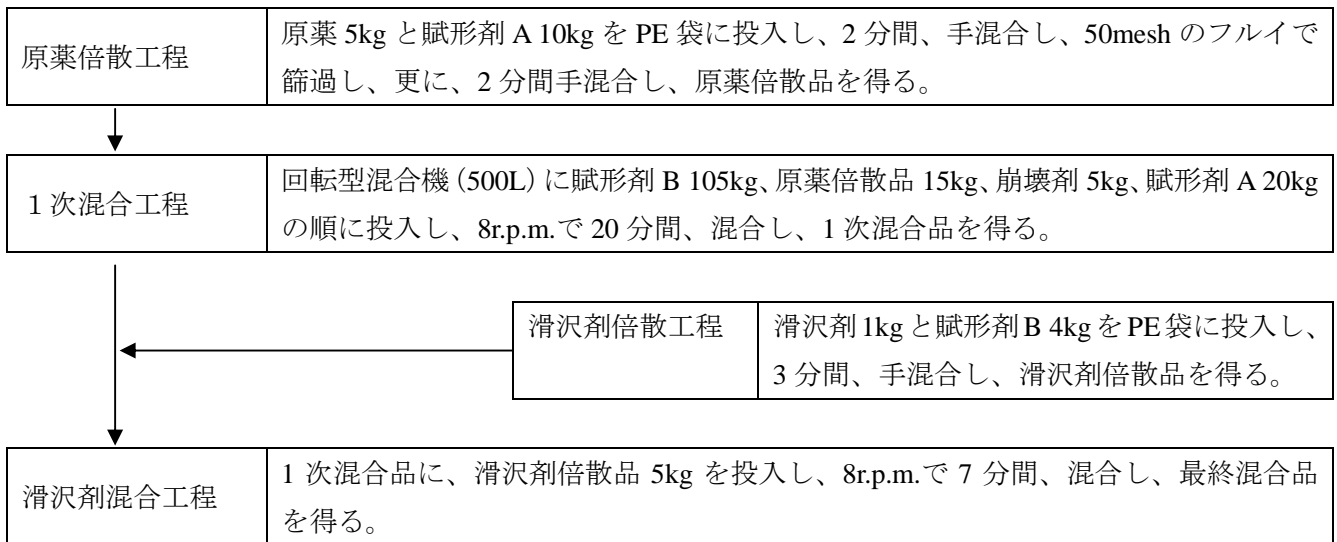 原薬倍散工程
原薬 5kg と賦形剤 A 10kg を PE 袋に投入し、2 分間、手混合し、50mesh のフルイで
篩過し、更に、2 分間手混合し、原薬倍散品を得る。
１次混合工程
回転型混合機（500L）に賦形剤 B 105kg、原薬倍散品 15kg、崩壊剤 5kg、賦形剤 A 20kg
の順に投入し、8r.p.m.で 20 分間、混合し、1 次混合品を得る。
滑沢剤倍散工程
滑沢剤 1kg と賦形剤 B 4kg を PE 袋に投入し、
3 分間、手混合し、滑沢剤倍散品を得る。
滑沢剤混合工程
1 次混合品に、滑沢剤倍散品 5kg を投入し、8r.p.m.で 7 分間、混合し、最終混合品
を得る。